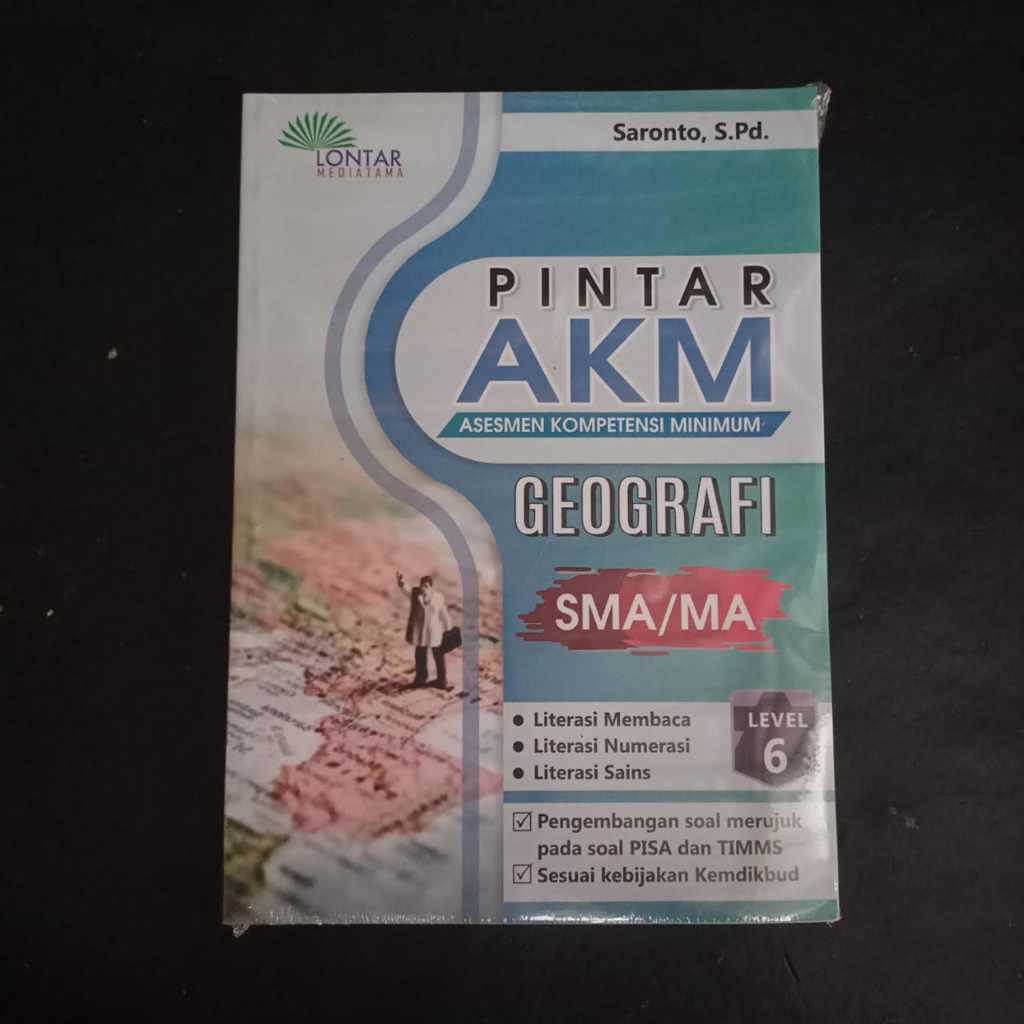 LONTAR
MEDIATAMA
Saronto, S.Pd.
PINTAR
AKM
ASESMEN KOMPETENSI MINIMUM
GEOGRAFI
SMA/MA
• Literasi Membaca
• Literasi Numerasi
• Literasi Sains
LEVEL
6
☑ Pengembangan soal merujuk
pada soal PISA dan TIMMS
☑ Sesuai kebijakan Kemdikbud